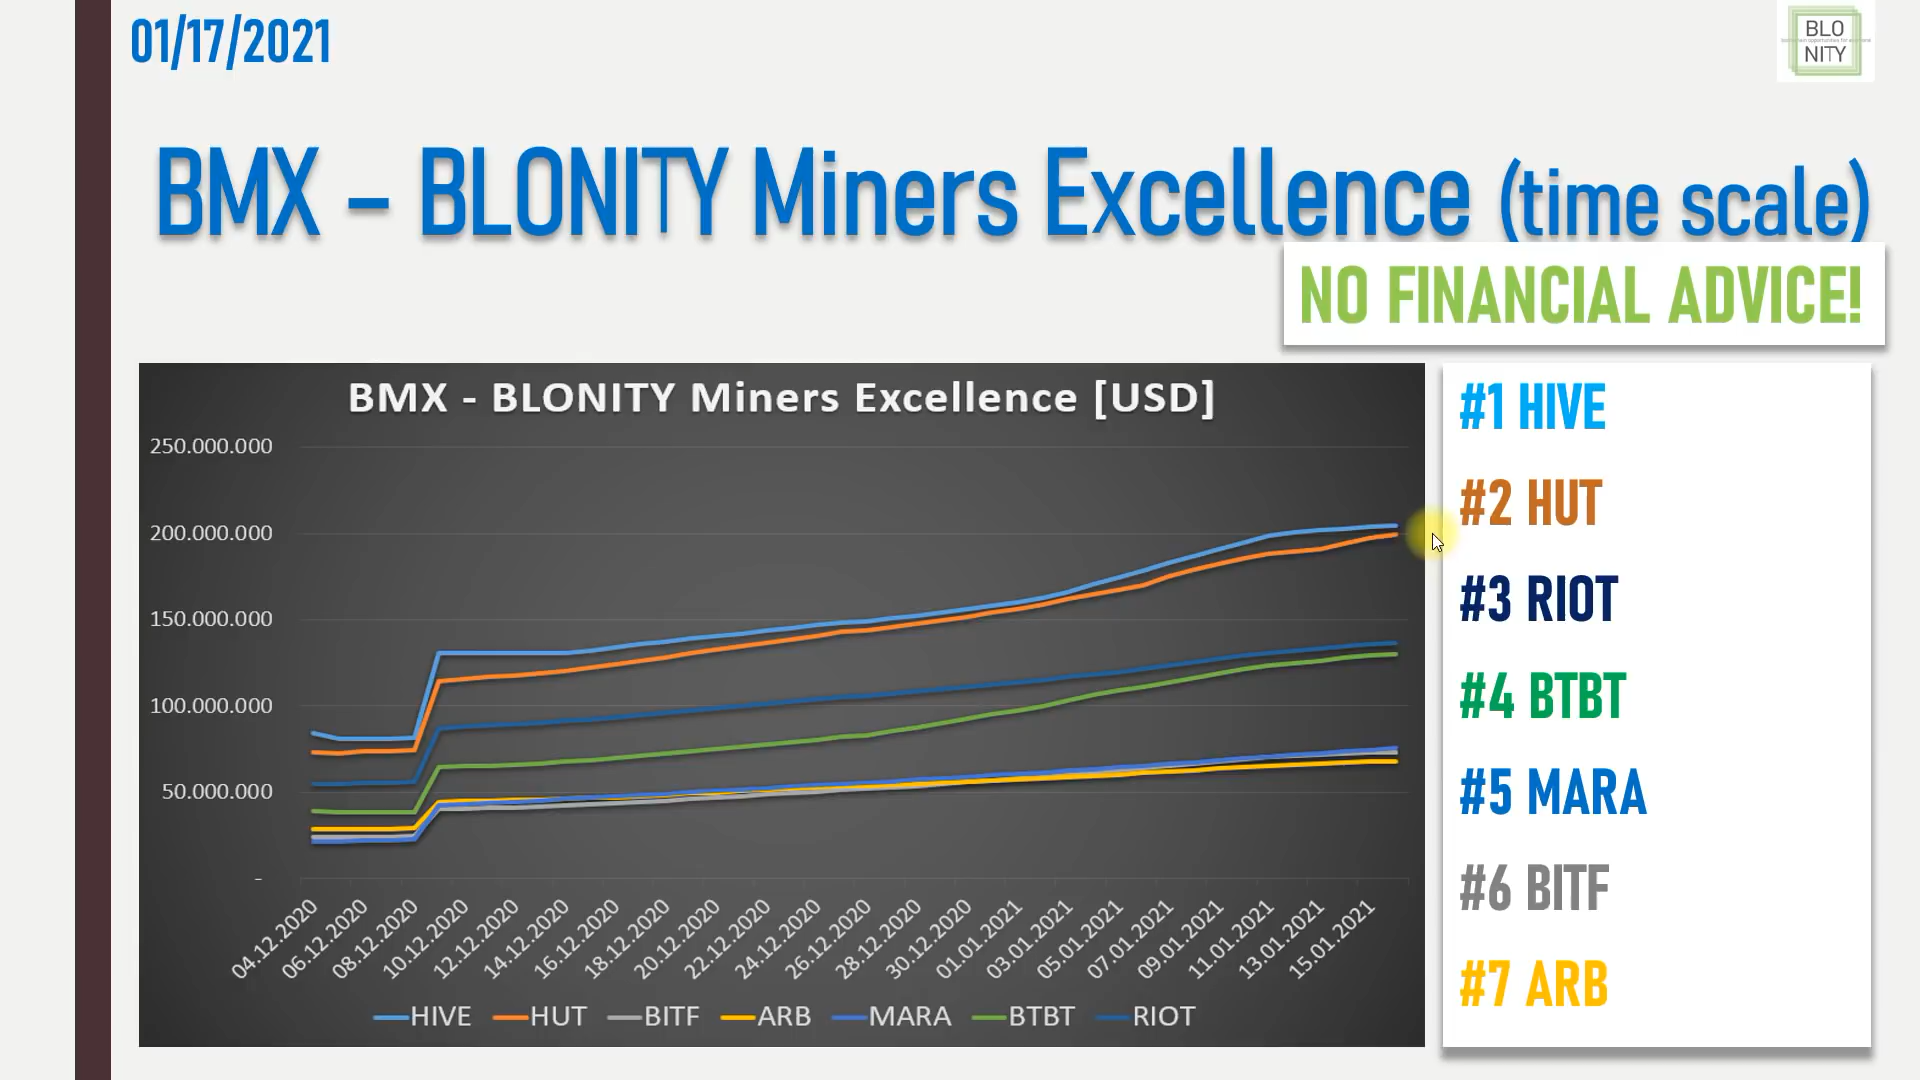 01/17/2021
BLO
NITY
BMX – BLONITY Miners Excellence (time scale)
NO FINANCIAL ADVICE!
BMX - BLONITY Miners Excellence [USD]
250.000.000
200.000.000
150.000.000
100.000.000
50.000.000
-
04.12.2020
06.12.2020
08.12.2020
10.12.2020
12.12.2020
14.12.2020
16.12.2020
18.12.2020
20.12.2020
22.12.2020
24.12.2020
26.12.2020
28.12.2020
30.12.2020
01.01.2021
03.01.2021
05.01.2021
07.01.2021
09.01.2021
11.01.2021
13.01.2021
15.01.2021
HIVE HUT BITF ARB MARA BTBT RIOT
#1 HIVE
#2 HUT
#3 RIOT
#4 BTBT
#5 MARA
#6 BITF
#7 ARB